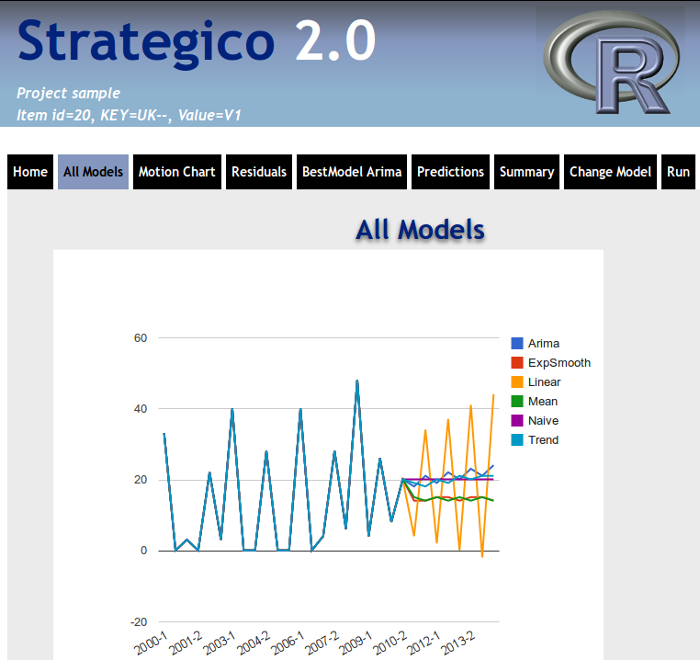 Strategico 2.0
R
Project sample
Item id=20, KEY=UK--, Value=V1
Home All Models Motion Chart Residuals BestModel Arima Predictions Summary Change Model Run
All Models
60
40
20
0
-20
Arima
ExpSmooth
Linear
Mean
Naive
Trend
2000-1 2001-2 2003-1 2004-2 2006-1 2007-2 2009-1 2010-2 2012-1 2013-2